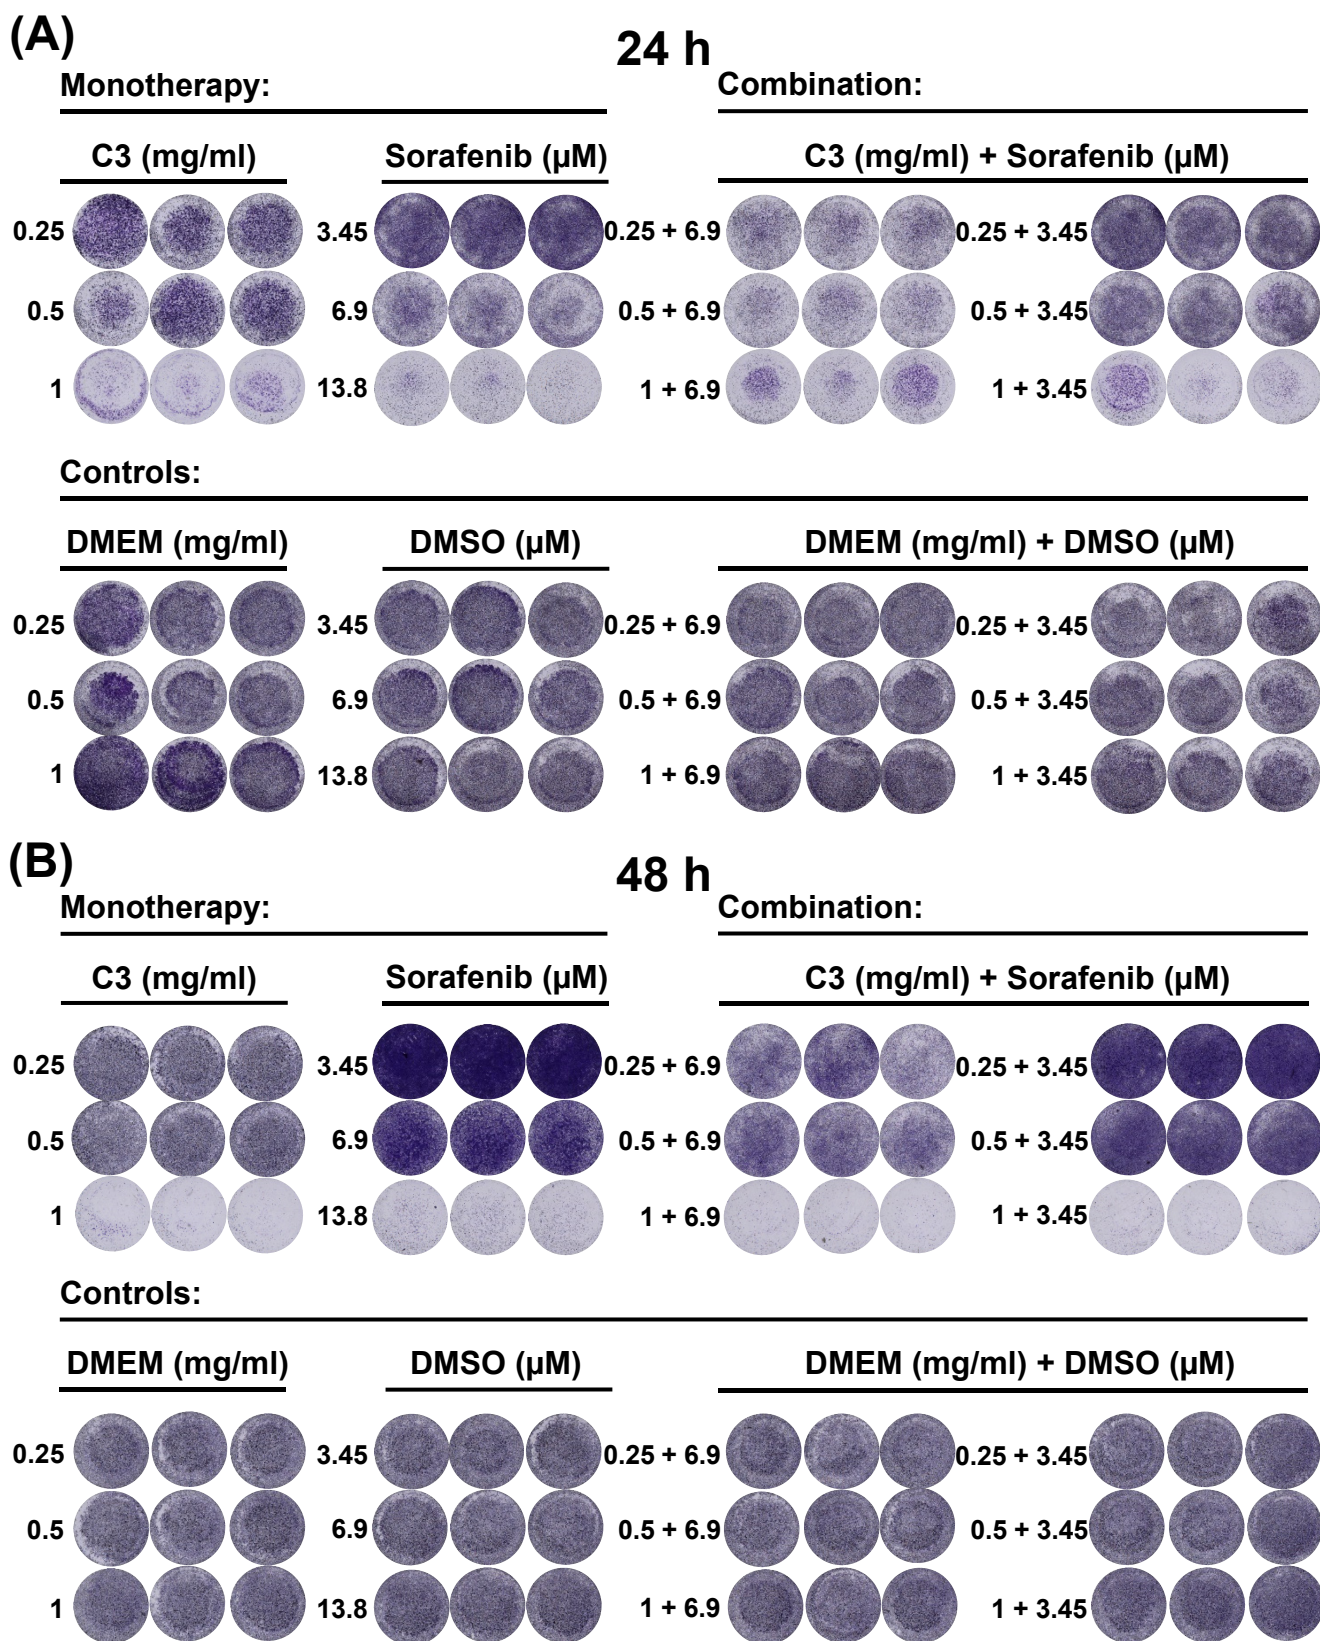 (A)
24 h
Monotherapy:
Combination:
C3 (mg/ml)
Sorafenib (µM)
C3 (mg/ml) + Sorafenib (µM)
0.25
3.45
0.25 + 6.9
0.25 + 3.45
0.5
6.9
0.5 + 6.9
0.5 + 3.45
1
13.8
1 + 6.9
1 + 3.45
Controls:
DMEM (mg/ml)
DMSO (µM)
DMEM (mg/ml) + DMSO (µM)
0.25
3.45
0.25 + 6.9
0.25 + 3.45
0.5
6.9
0.5 + 6.9
0.5 + 3.45
1
13.8
1 + 6.9
1 + 3.45
(B)
48 h
Monotherapy:
Combination:
C3 (mg/ml)
Sorafenib (µM)
C3 (mg/ml) + Sorafenib (µM)
0.25
3.45
0.25 + 6.9
0.25 + 3.45
0.5
6.9
0.5 + 6.9
0.5 + 3.45
1
13.8
1 + 6.9
1 + 3.45
Controls:
DMEM (mg/ml)
DMSO (µM)
DMEM (mg/ml) + DMSO (µM)
0.25
3.45
0.25 + 6.9
0.25 + 3.45
0.5
6.9
0.5 + 6.9
0.5 + 3.45
1
13.8
1 + 6.9
1 + 3.45